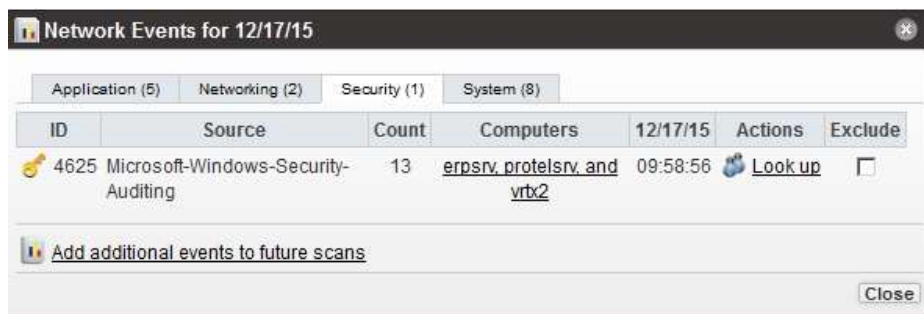 Network Events for 12/17/15
Application (5) Networking (2) Security (1) System (8)
ID Source Count Computers 12/17/15 Actions Exclude
4625 Microsoft-Windows-Security- 13 erpsrv, protelsrv, and 09:58:56 Look up
Auditing vrtx2
Add additional events to future scans
Close